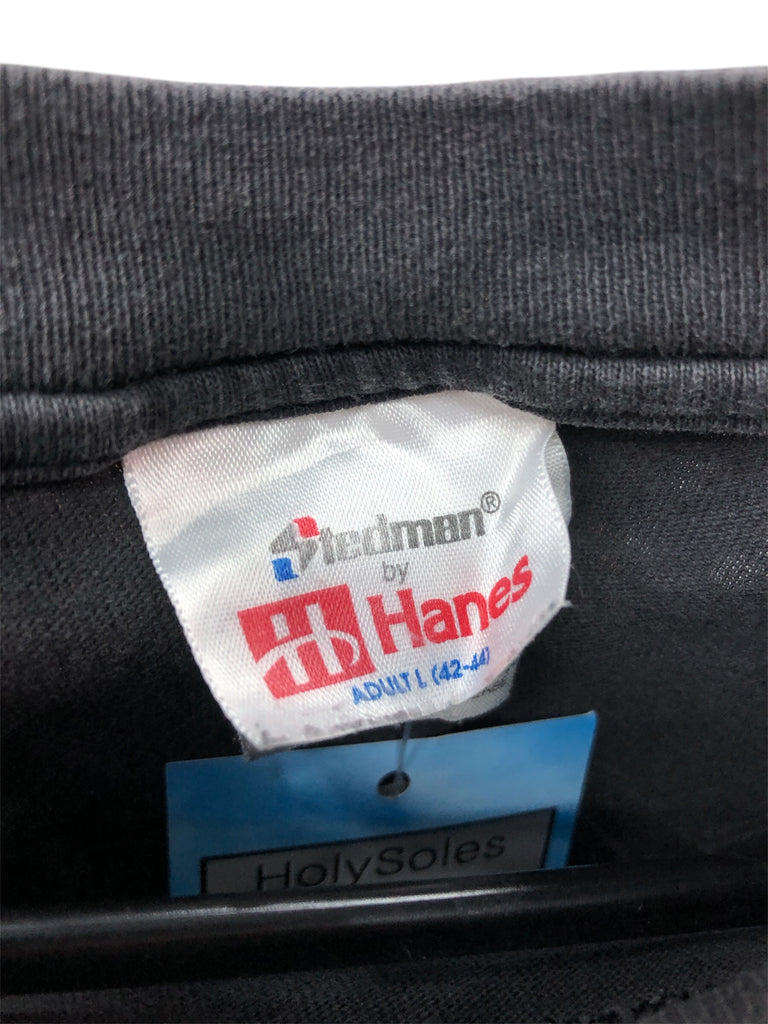 Stedman®
by
Hanes
ADULT L (42-44)
HolySoles